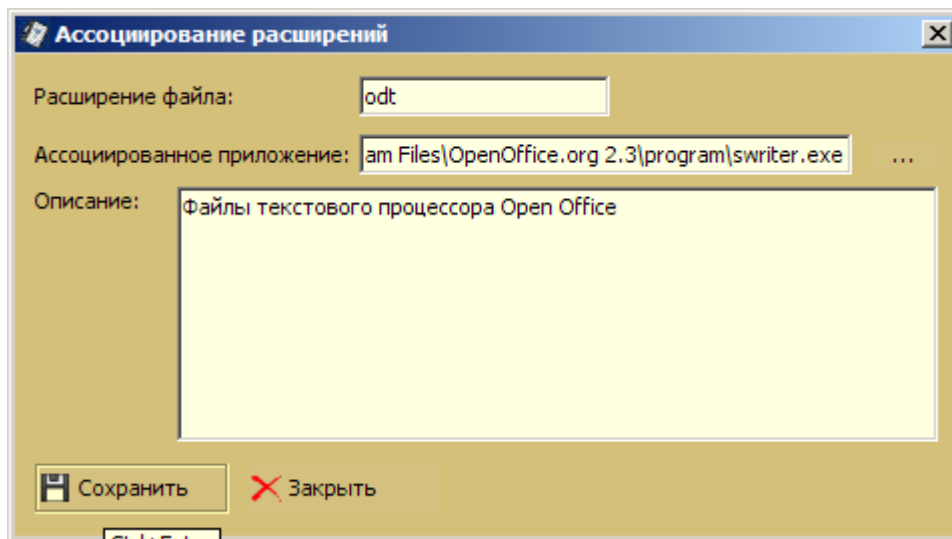 Ассоциирование расширений
Расширение файла: odt
Ассоциированное приложение: am Files\OpenOffice.org 2.3\program\swriter.exe ...
Описание: Файлы текстового процессора Open Office
Сохранить Закрыть